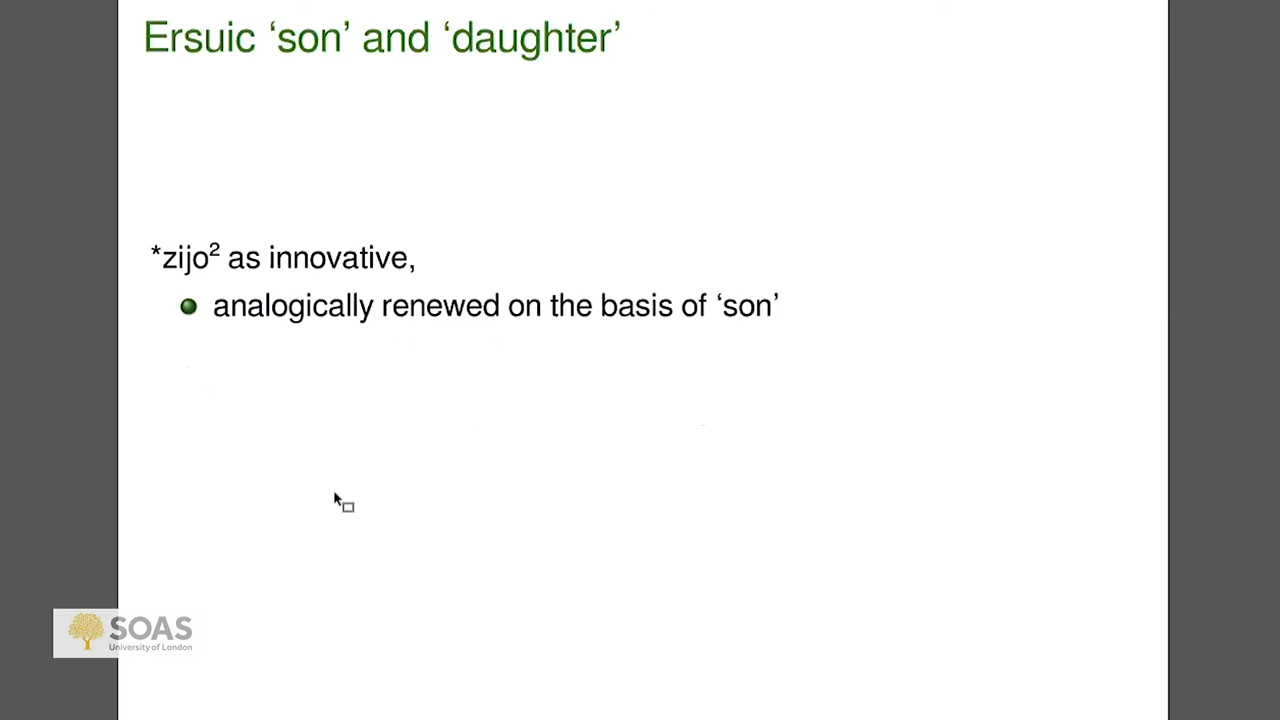 Ersuic ‘son’ and ‘daughter’
*zijo² as innovative,
analogically renewed on the basis of ‘son’
SOAS
University of London